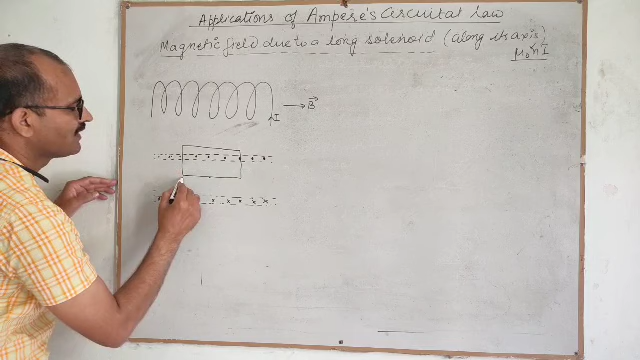 Applications of Ampere's Circuital Law
Magnetic field due to a long solenoid (along its axis)
μ₀nI
B⃗
I